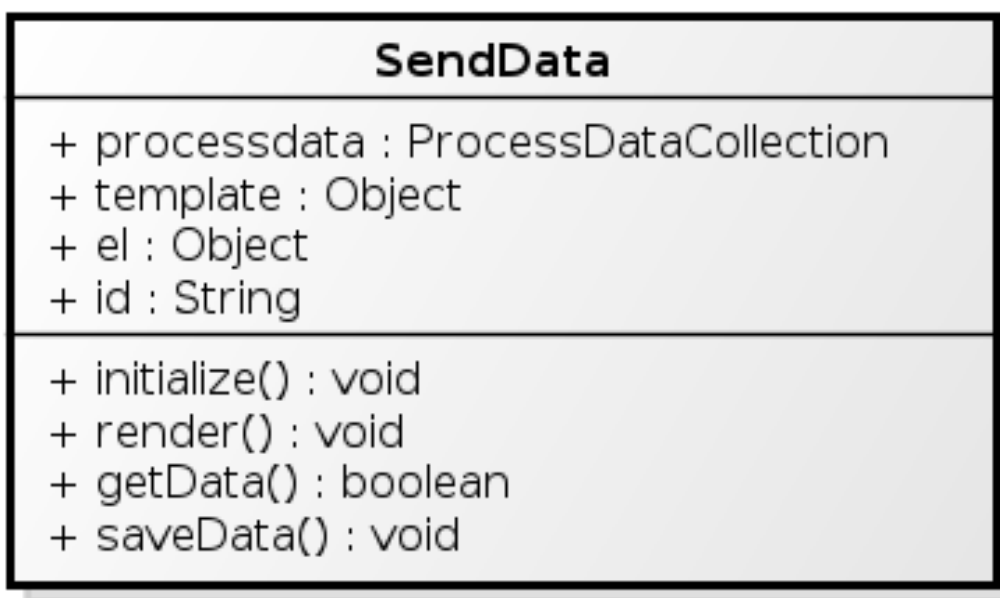 SendData
+ processdata : ProcessDataCollection
+ template : Object
+ el : Object
+ id : String
+ initialize() : void
+ render() : void
+ getData() : boolean
+ saveData() : void